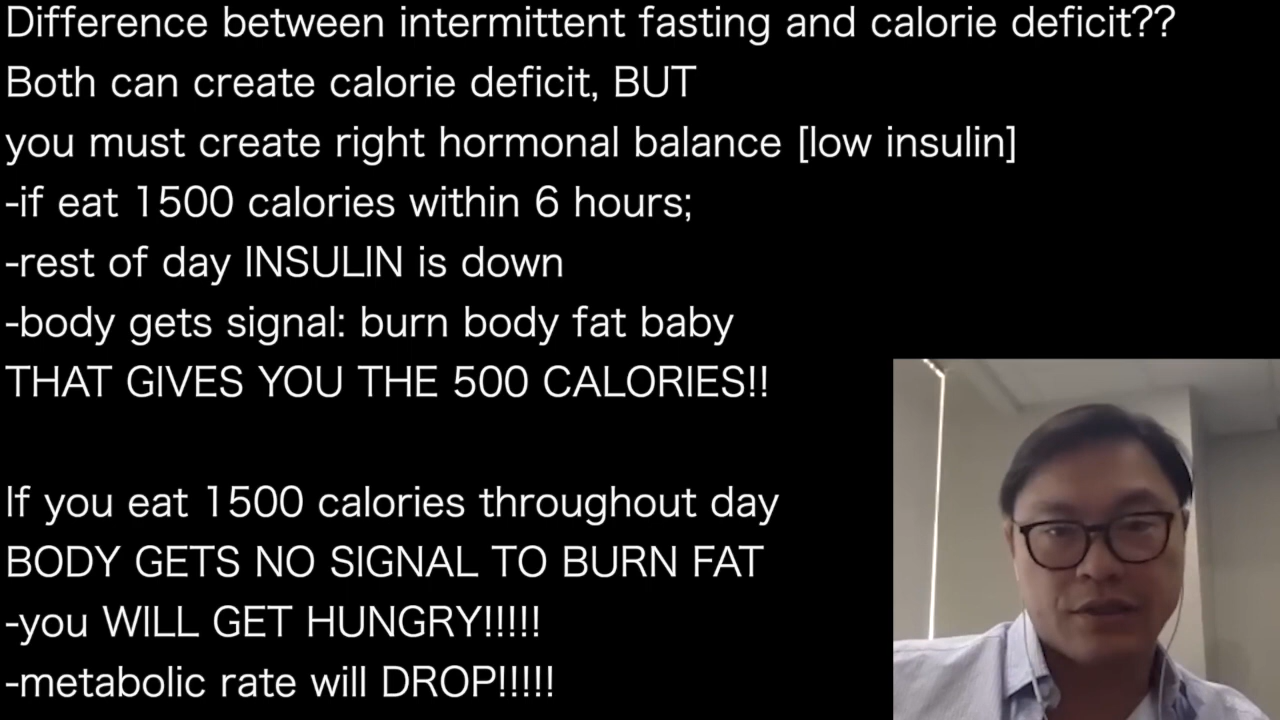 Difference between intermittent fasting and calorie deficit??
Both can create calorie deficit, BUT
you must create right hormonal balance [low insulin]
-if eat 1500 calories within 6 hours;
-rest of day INSULIN is down
-body gets signal: burn body fat baby
THAT GIVES YOU THE 500 CALORIES!!
If you eat 1500 calories throughout day
BODY GETS NO SIGNAL TO BURN FAT
-you WILL GET HUNGRY!!!!!
-metabolic rate will DROP!!!!!